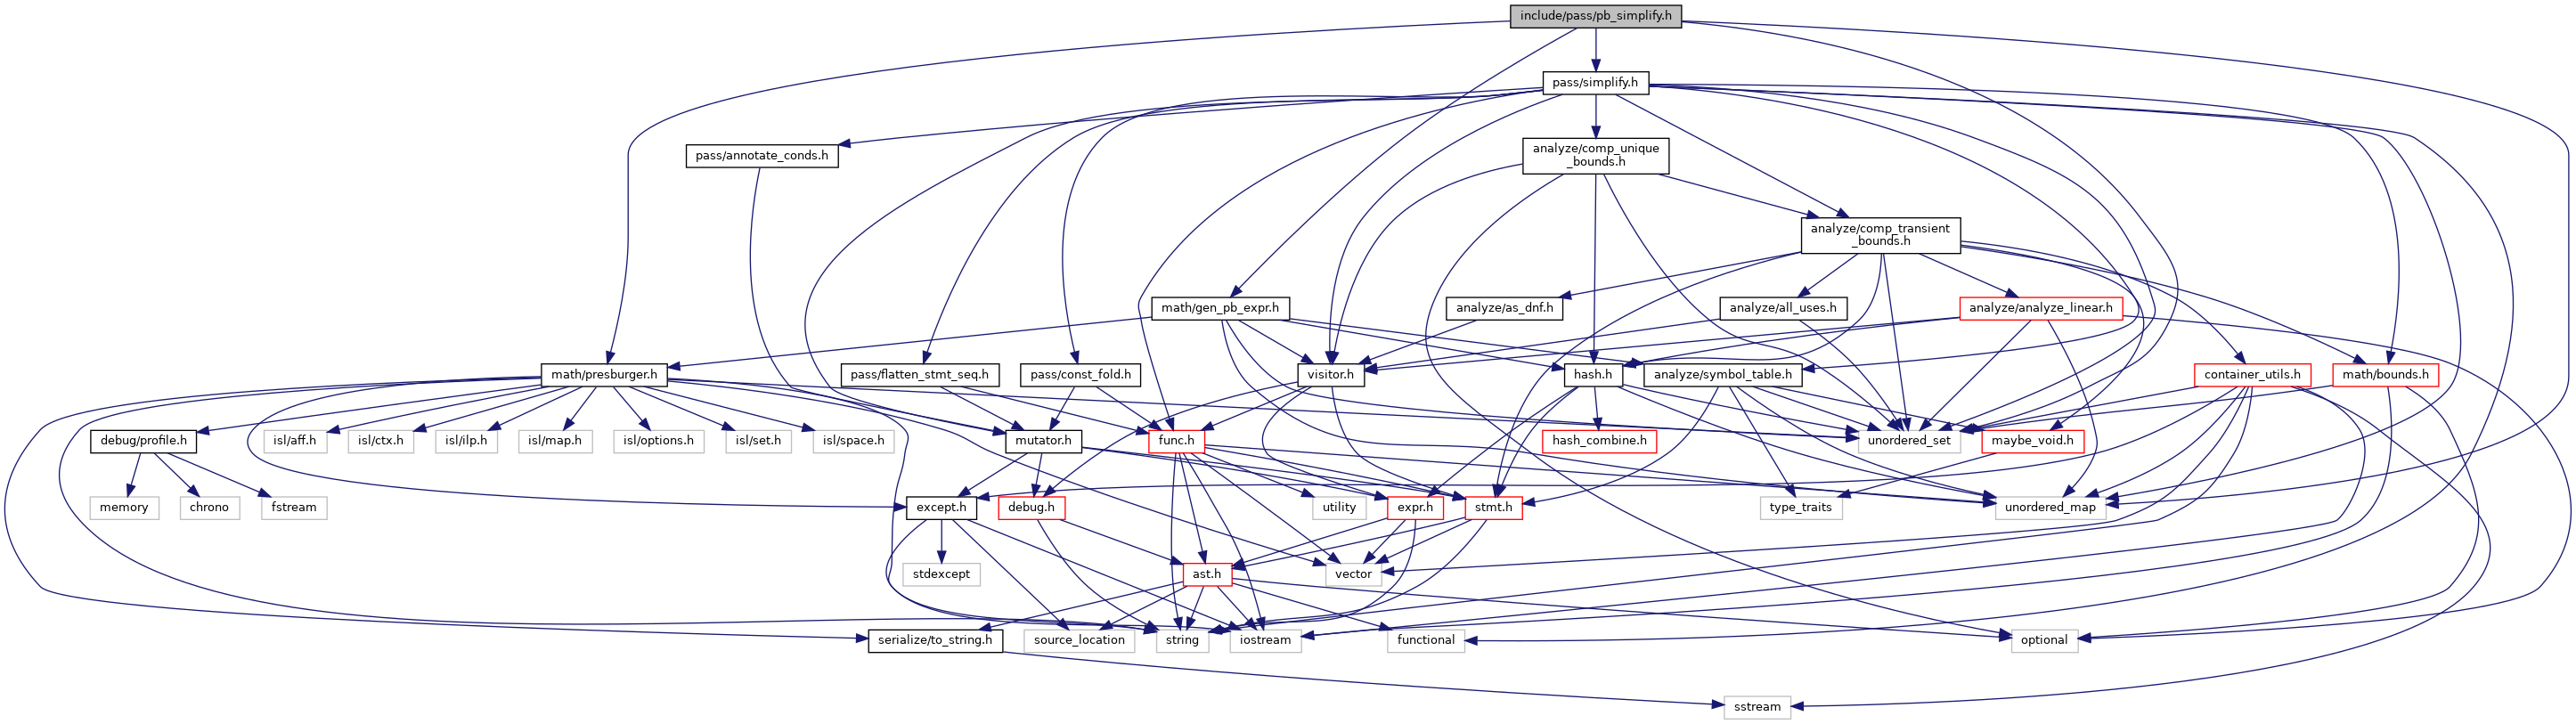 include/pass/pb_simplify.h
pass/simplify.h
pass/annotate_conds.h
analyze/comp_unique
_bounds.h
analyze/comp_transient
_bounds.h
math/gen_pb_expr.h
analyze/as_dnf.h
analyze/all_uses.h
analyze/analyze_linear.h
math/presburger.h
pass/flatten_stmt_seq.h
pass/const_fold.h
visitor.h
hash.h
analyze/symbol_table.h
container_utils.h
math/bounds.h
debug/profile.h
isl/aff.h
isl/ctx.h
isl/ilp.h
isl/map.h
isl/options.h
isl/set.h
isl/space.h
mutator.h
func.h
hash_combine.h
unordered_set
maybe_void.h
memory
chrono
fstream
except.h
debug.h
utility
expr.h
stmt.h
type_traits
unordered_map
stdexcept
ast.h
vector
serialize/to_string.h
source_location
string
iostream
functional
optional
sstream